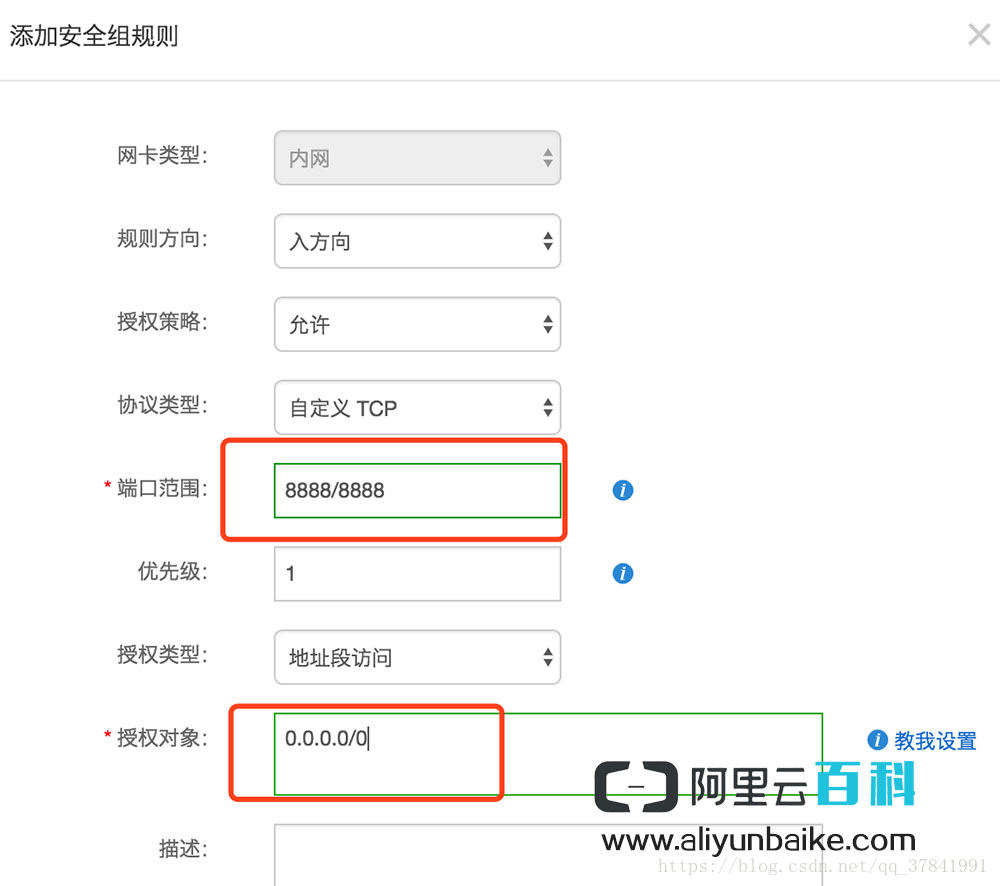 添加安全组规则
网卡类型： 内网
规则方向： 入方向
授权策略： 允许
协议类型： 自定义 TCP
* 端口范围： 8888/8888
优先级： 1
授权类型： 地址段访问
* 授权对象： 0.0.0.0/0 教我设置
阿里云百科
描述：
www.aliyunbaike.com
https://blog.csdn.net/qq_37841991